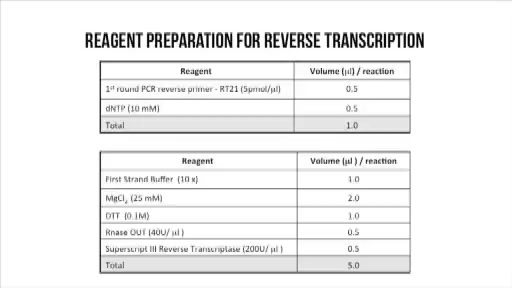 REAGENT PREPARATION FOR REVERSE TRANSCRIPTION
Reagent Volume (µl) / reaction
1st round PCR reverse primer - RT21 (5pmol/µl) 0.5
dNTP (10 mM) 0.5
Total 1.0
Reagent Volume (µl ) / reaction
First Strand Buffer (10 x) 1.0
MgCl2 (25 mM) 2.0
DTT (0.1M) 1.0
Rnase OUT (40U/ µl ) 0.5
Superscript III Reverse Transcriptase (200U/ µl ) 0.5
Total 5.0